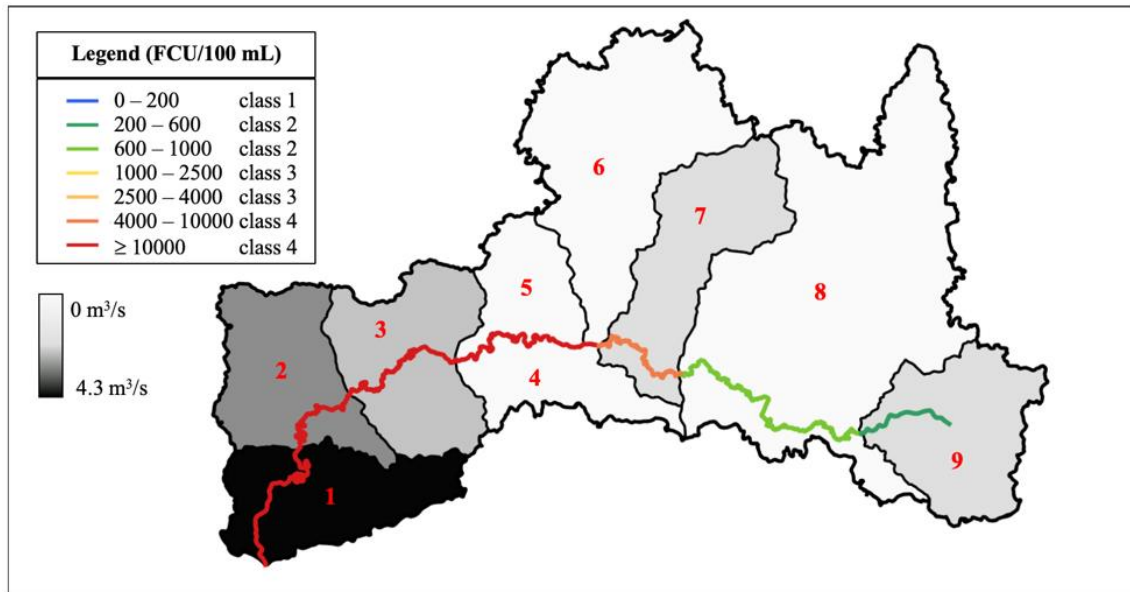 Legend (FCU/100 mL)
0 – 200 class 1
200 – 600 class 2
600 – 1000 class 2
1000 – 2500 class 3
2500 – 4000 class 3
4000 – 10000 class 4
≥ 10000 class 4
0 m³/s
4.3 m³/s
6
7
5
8
3
2
4
9
1